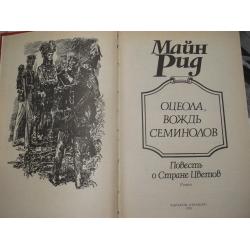 Майн
Рид
ОЦЕОЛА,
ВОЖДЬ
СЕМИНОЛОВ
Повесть
о Стране Цветов
Роман